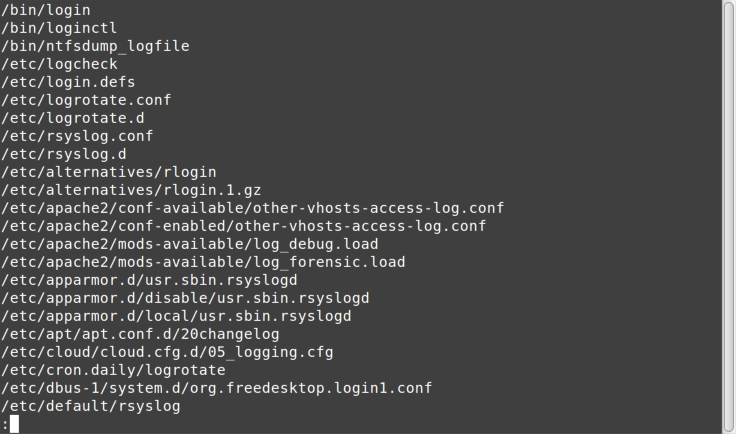 /bin/login
/bin/loginctl
/bin/ntfsdump_logfile
/etc/logcheck
/etc/login.defs
/etc/logrotate.conf
/etc/logrotate.d
/etc/rsyslog.conf
/etc/rsyslog.d
/etc/alternatives/rlogin
/etc/alternatives/rlogin.1.gz
/etc/apache2/conf-available/other-vhosts-access-log.conf
/etc/apache2/conf-enabled/other-vhosts-access-log.conf
/etc/apache2/mods-available/log_debug.load
/etc/apache2/mods-available/log_forensic.load
/etc/apparmor.d/usr.sbin.rsyslogd
/etc/apparmor.d/disable/usr.sbin.rsyslogd
/etc/apparmor.d/local/usr.sbin.rsyslogd
/etc/apt/apt.conf.d/20changelog
/etc/cloud/cloud.cfg.d/05_logging.cfg
/etc/cron.daily/logrotate
/etc/dbus-1/system.d/org.freedesktop.login1.conf
/etc/default/rsyslog
: